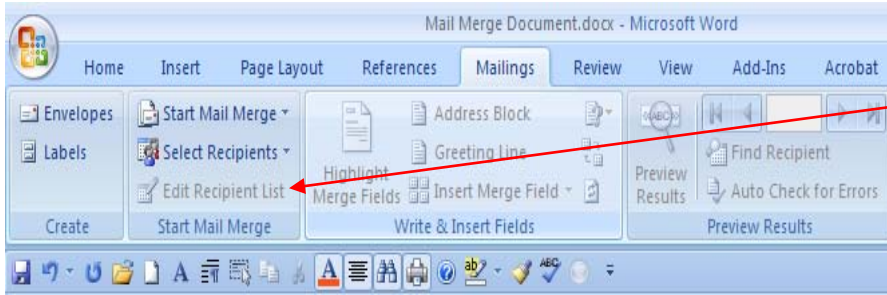 Mail Merge Document.docx - Microsoft Word
Home Insert Page Layout References Mailings Review View Add-Ins Acrobat
Envelopes Start Mail Merge Address Block
Labels Select Recipients Greeting Line Find Recipient
Edit Recipient List Highlight Merge Fields Insert Merge Field Preview Results Auto Check for Errors
Create Start Mail Merge Write & Insert Fields Preview Results
A A ab ABC